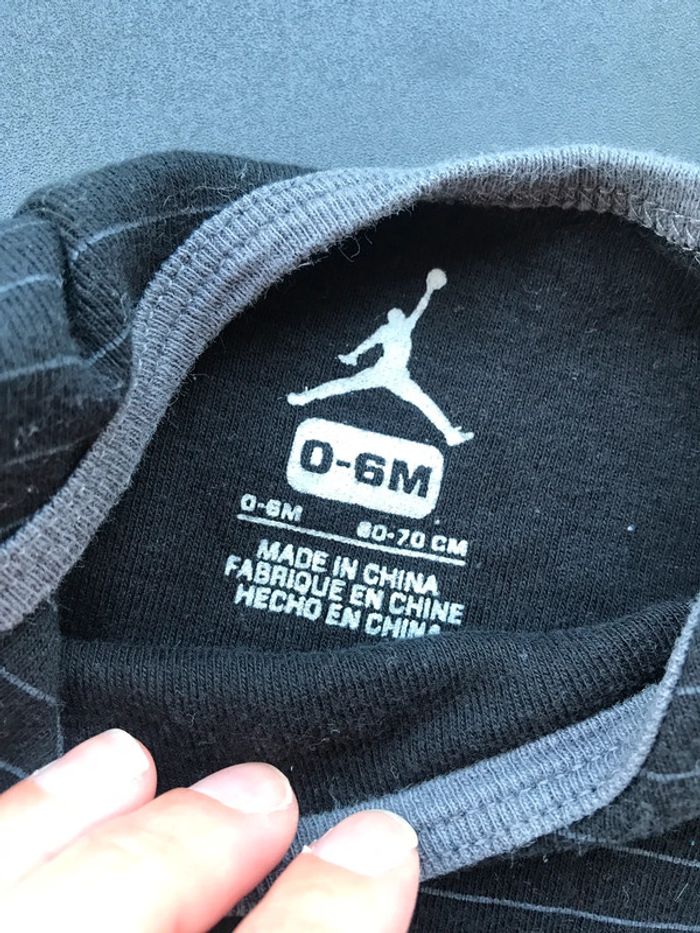 0-6M
0-6M 60-70 CM
MADE IN CHINA
FABRIQUE EN CHINE
HECHO EN CHINA